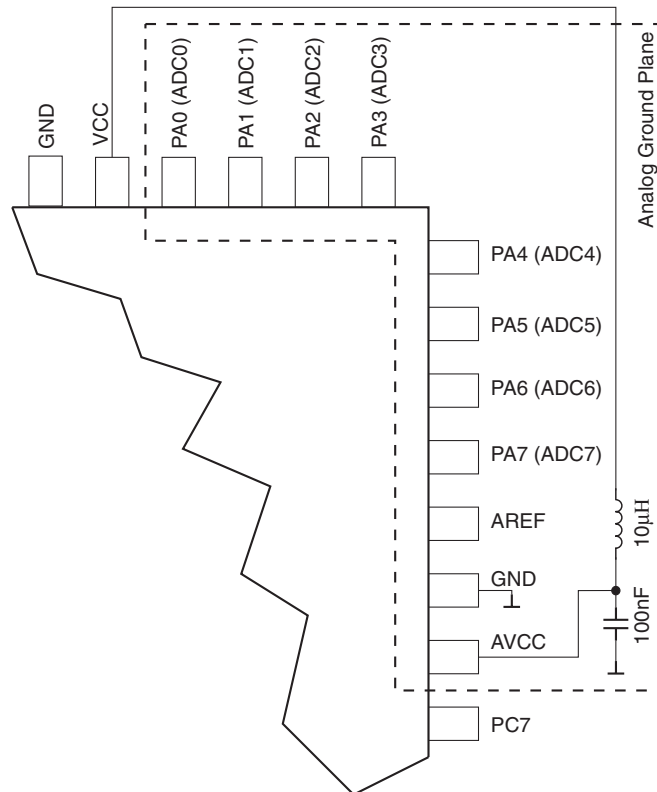 GND
VCC
PA0 (ADC0)
PA1 (ADC1)
PA2 (ADC2)
PA3 (ADC3)
Analog Ground Plane
PA4 (ADC4)
PA5 (ADC5)
PA6 (ADC6)
PA7 (ADC7)
AREF
10µH
GND
AVCC
100nF
PC7